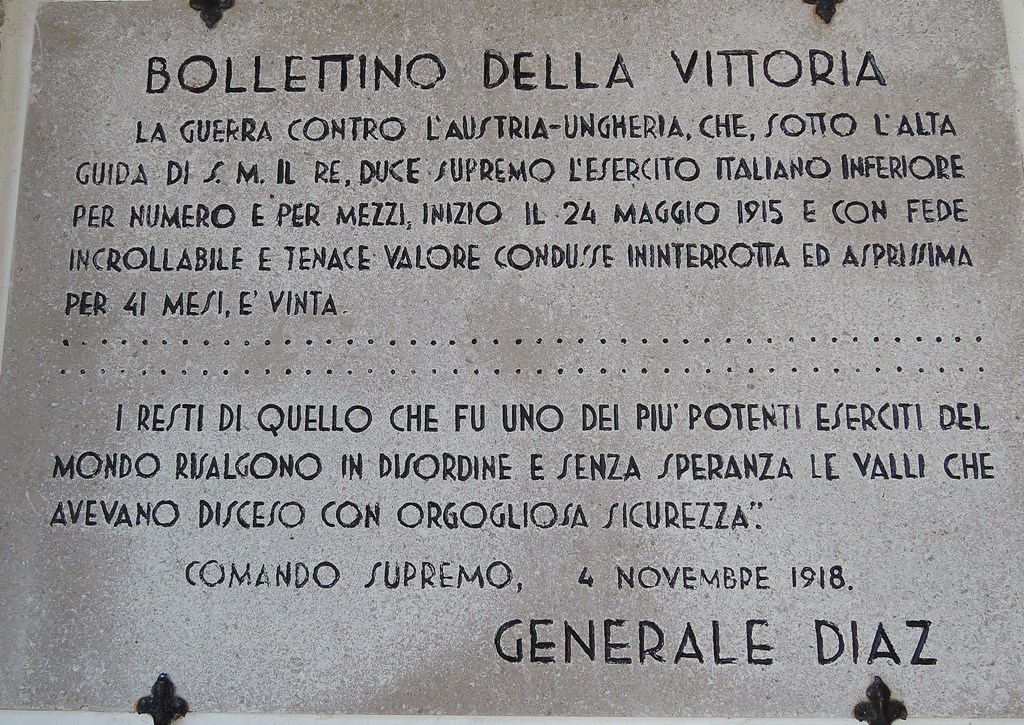 BOLLETTINO DELLA VITTORIA
LA GUERRA CONTRO L'AUSTRIA-UNGHERIA, CHE, SOTTO L'ALTA
GUIDA DI S. M. IL RE, DUCE SUPREMO L'ESERCITO ITALIANO INFERIORE
PER NUMERO E PER MEZZI, INIZIO IL 24 MAGGIO 1915 E CON FEDE
INCROLLABILE E TENACE VALORE CONDUSSE ININTERROTTA ED ASPRISSIMA
PER 41 MESI, E' VINTA.
. . . . . . . . . . . . . . . . . . . . . . . . . . . . . . . . . . . . . . . .
. . . . . . . . . . . . . . . . . . . . . . . . . . . . . . . . . . . . . . . .
I RESTI DI QUELLO CHE FU UNO DEI PIU' POTENTI ESERCITI DEL
MONDO RISALGONO IN DISORDINE E SENZA SPERANZA LE VALLI CHE
AVEVANO DISCESO CON ORGOGLIOSA SICUREZZA".
COMANDO SUPREMO, 4 NOVEMBRE 1918.
GENERALE DIAZ